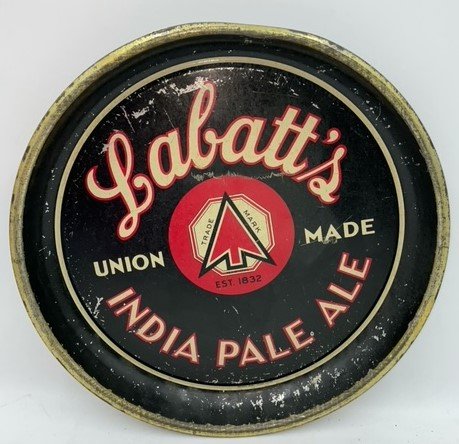 Labatt's
TRADE MARK
UNION MADE
EST. 1832
INDIA PALE ALE